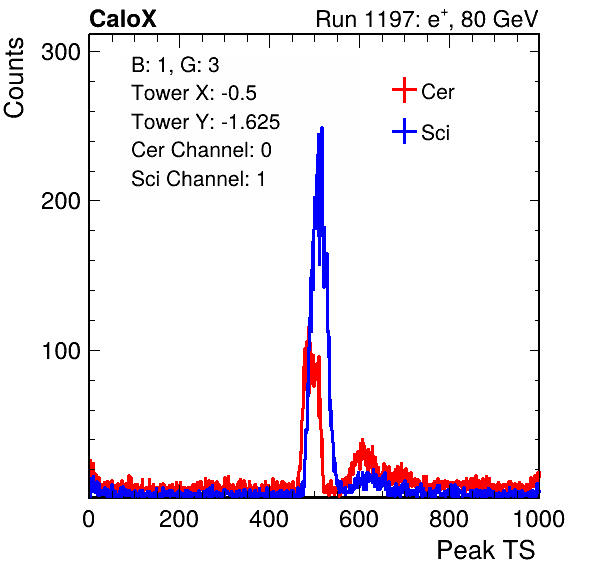 CaloX Run 1197: e⁺, 80 GeV
Counts
300
200
100
B: 1, G: 3
Tower X: -0.5
Tower Y: -1.625
Cer Channel: 0
Sci Channel: 1
Cer
Sci
0 200 400 600 800 1000
Peak TS